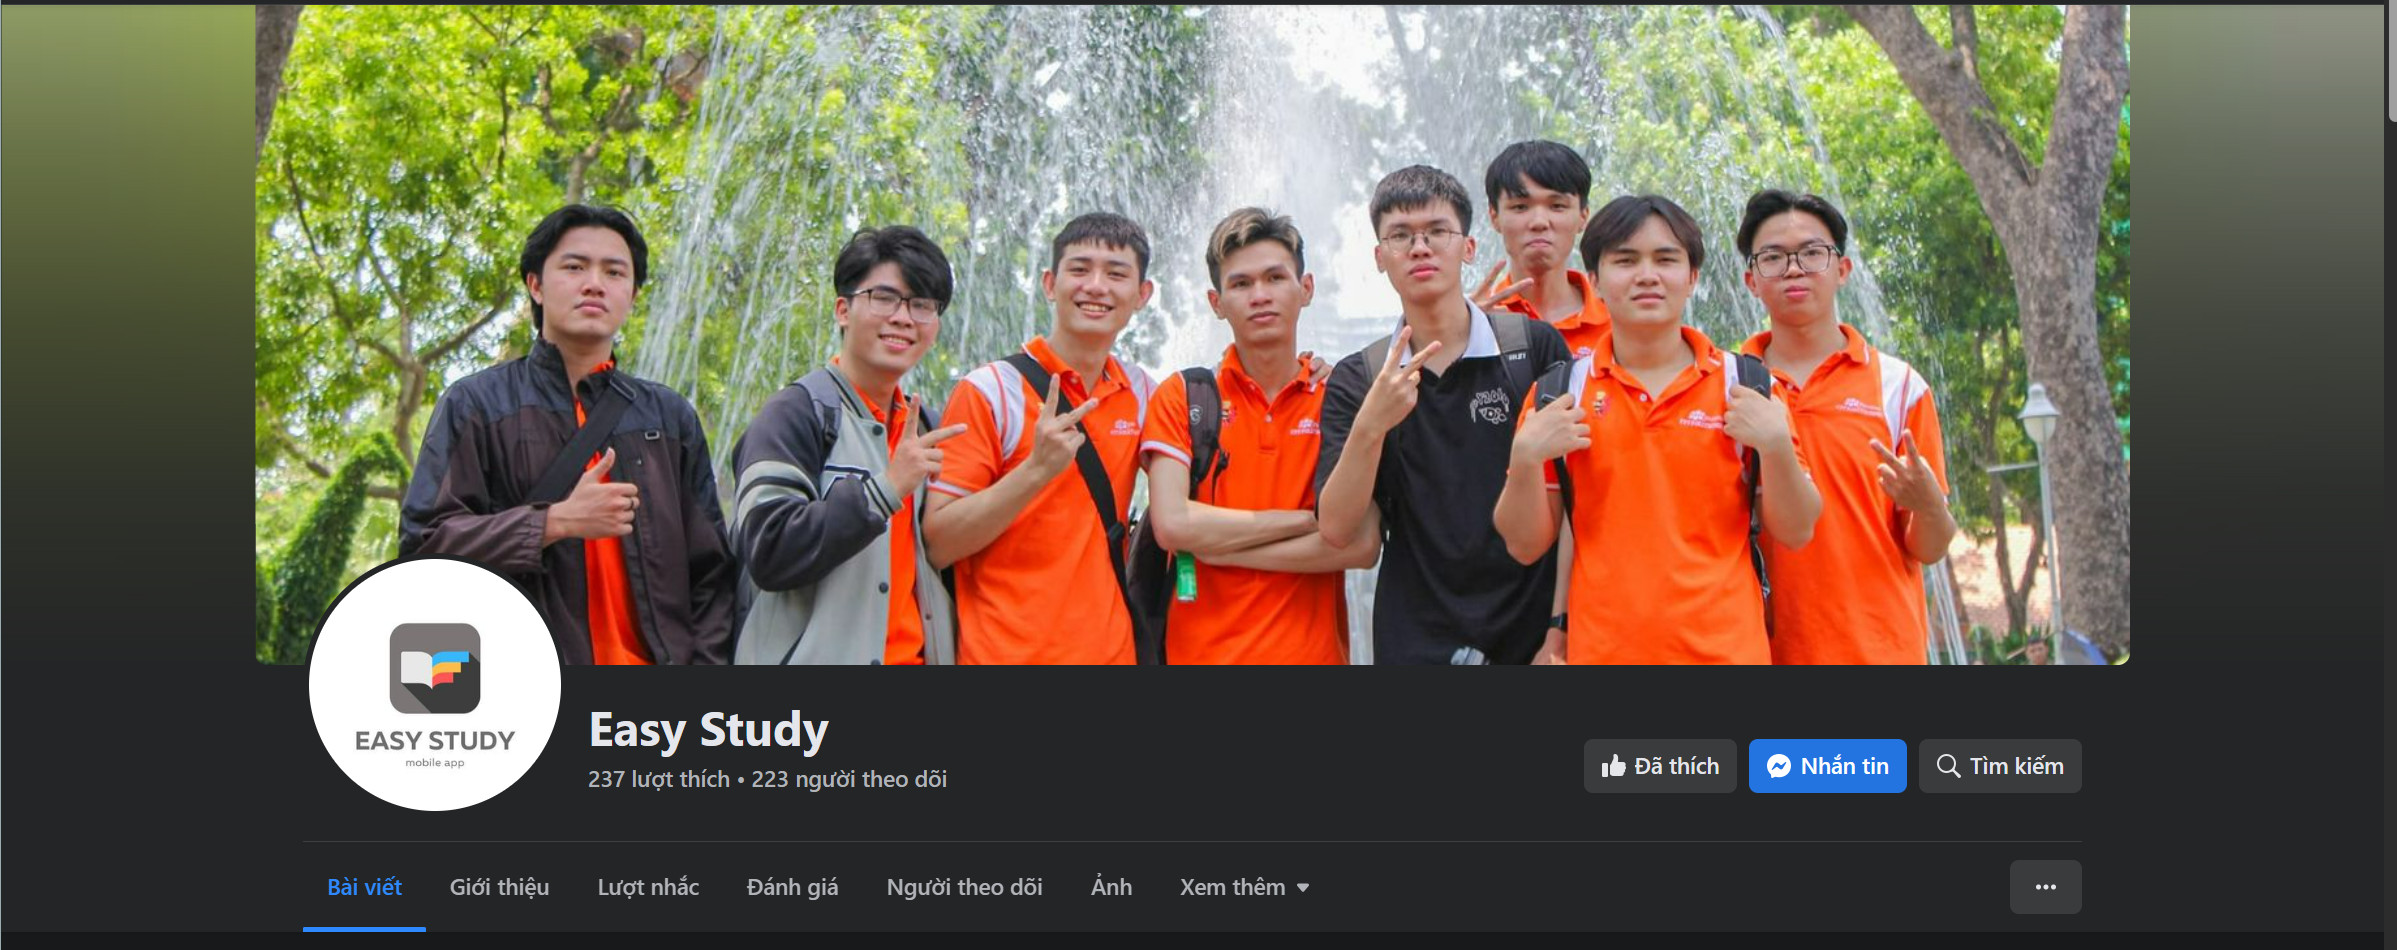 EASY STUDY
mobile app
Easy Study
237 lượt thích • 223 người theo dõi
Đã thích
Nhắn tin
Tìm kiếm
Bài viết
Giới thiệu
Lượt nhắc
Đánh giá
Người theo dõi
Ảnh
Xem thêm